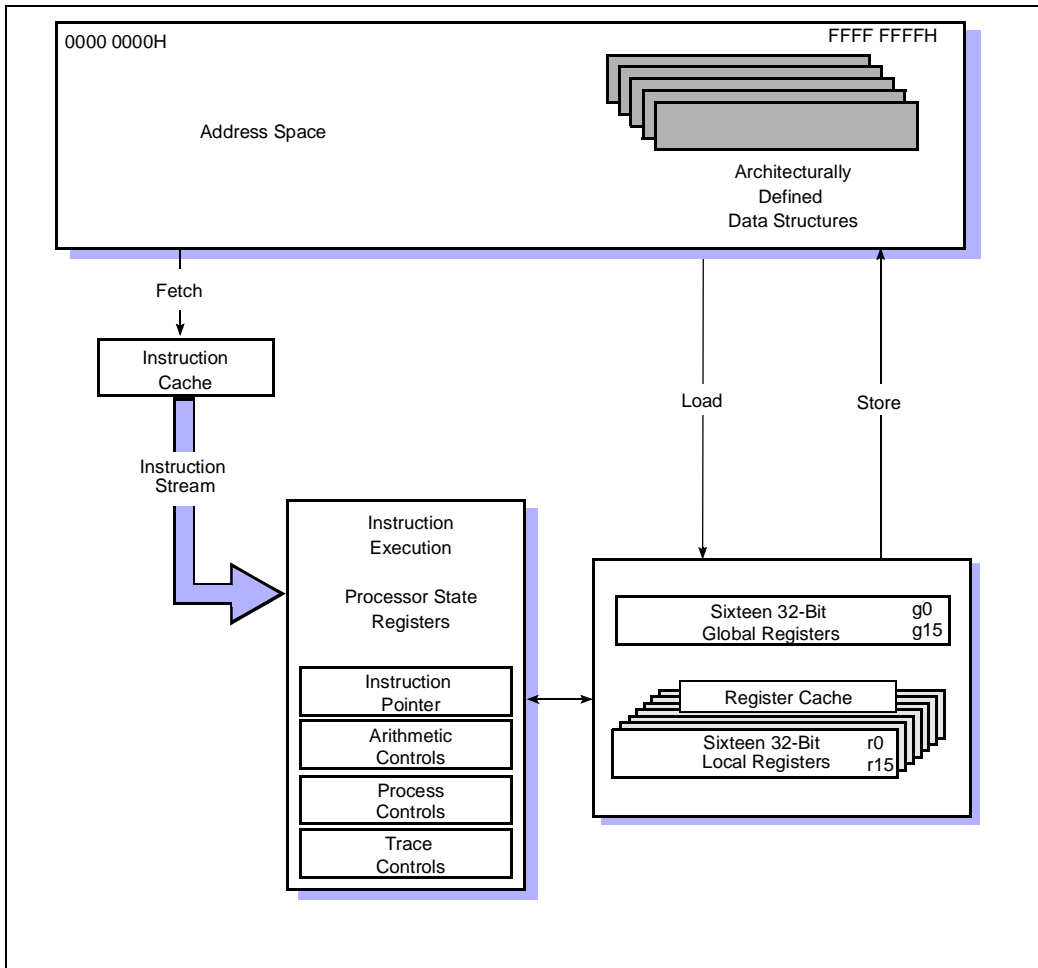 0000 0000H
FFFF FFFFH
Address Space
Architecturally
Defined
Data Structures
Fetch
Instruction
Cache
Load
Store
Instruction
Stream
Instruction
Execution
Processor State
Registers
Sixteen 32-Bit
Global Registers
g0
g15
Instruction
Pointer
Register Cache
Arithmetic
Controls
Sixteen 32-Bit
Local Registers
r0
r15
Process
Controls
Trace
Controls